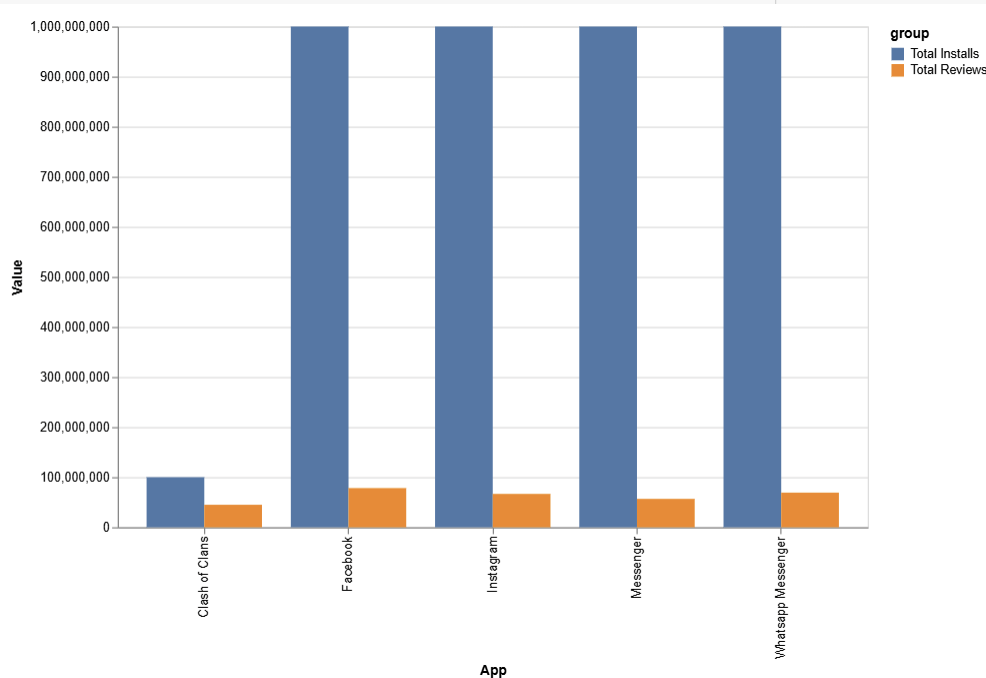 group
Total Installs
Total Reviews
Value
1,000,000,000
900,000,000
800,000,000
700,000,000
600,000,000
500,000,000
400,000,000
300,000,000
200,000,000
100,000,000
0
Clash of Clans
Facebook
Instagram
Messenger
Whatsapp Messenger
App